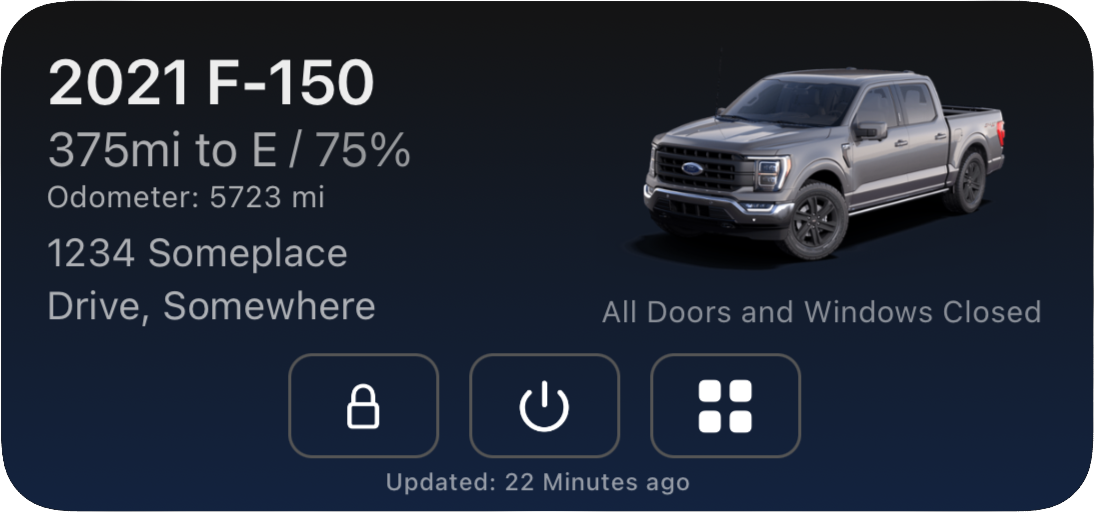 2021 F-150
375mi to E / 75%
Odometer: 5723 mi
1234 Someplace
Drive, Somewhere
All Doors and Windows Closed
Updated: 22 Minutes ago